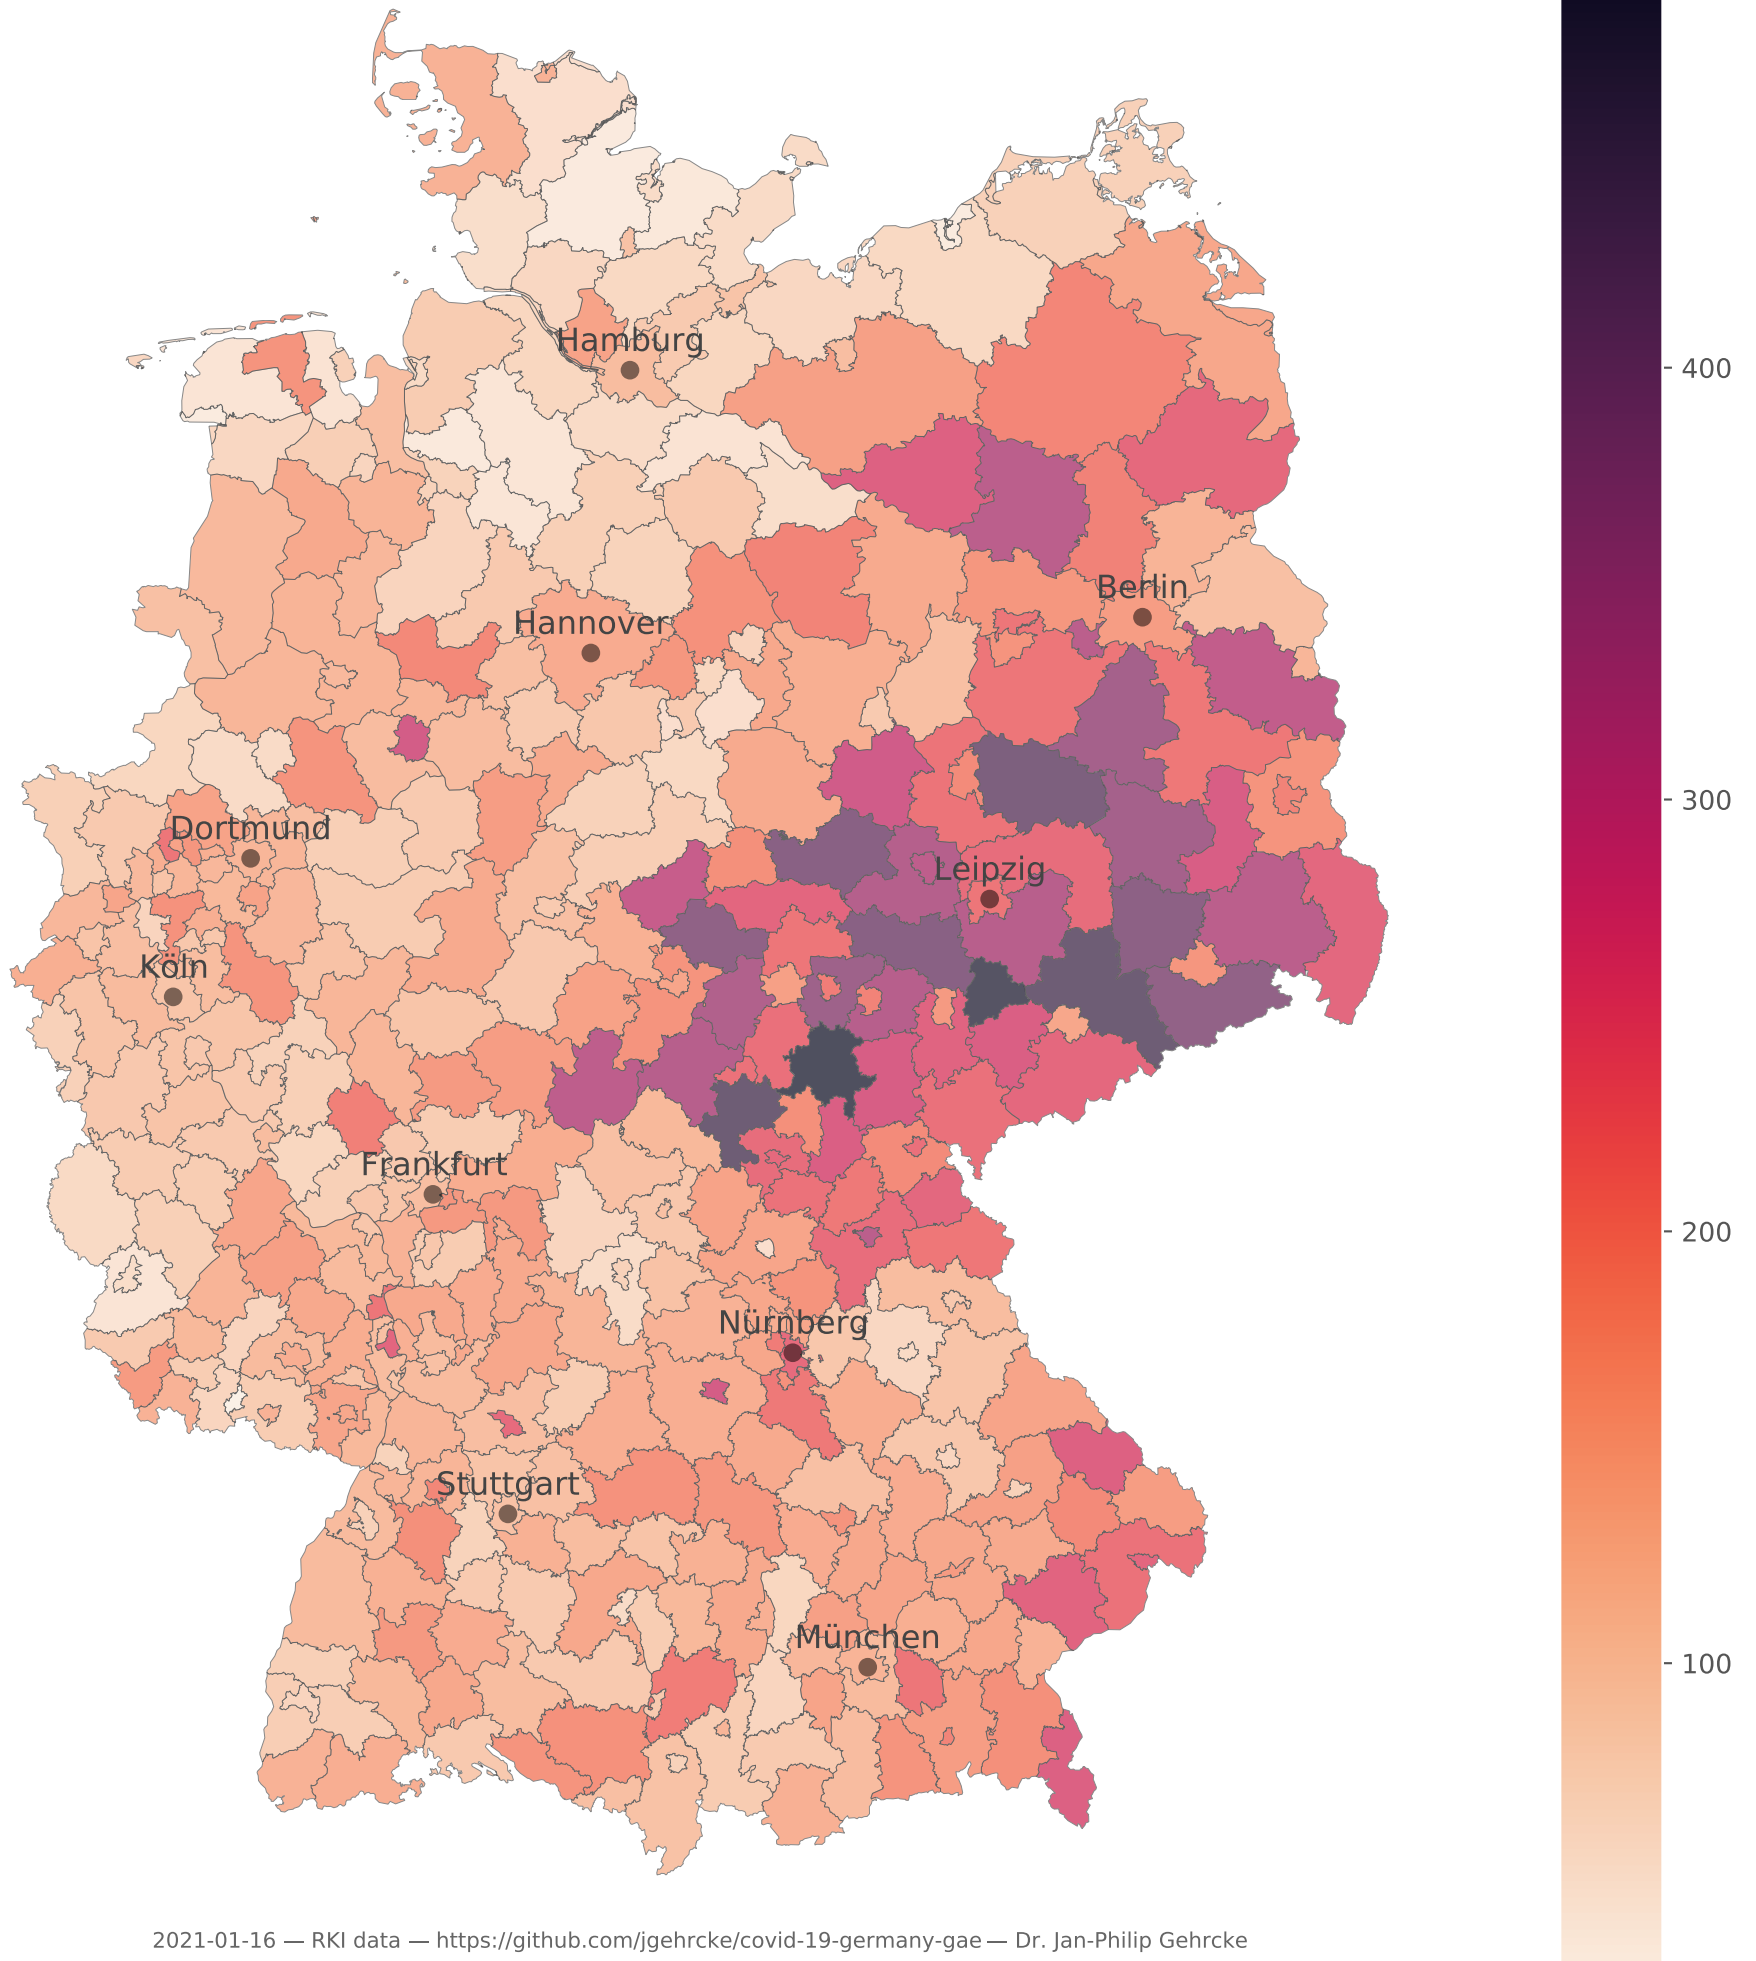 Hamburg
400
Berlin
Hannover
300
Dortmund
Leipzig
Köln
Frankfurt
200
Nürnberg
Stuttgart
München
100
2021-01-16 — RKI data — https://github.com/jgehrcke/covid-19-germany-gae — Dr. Jan-Philip Gehrcke